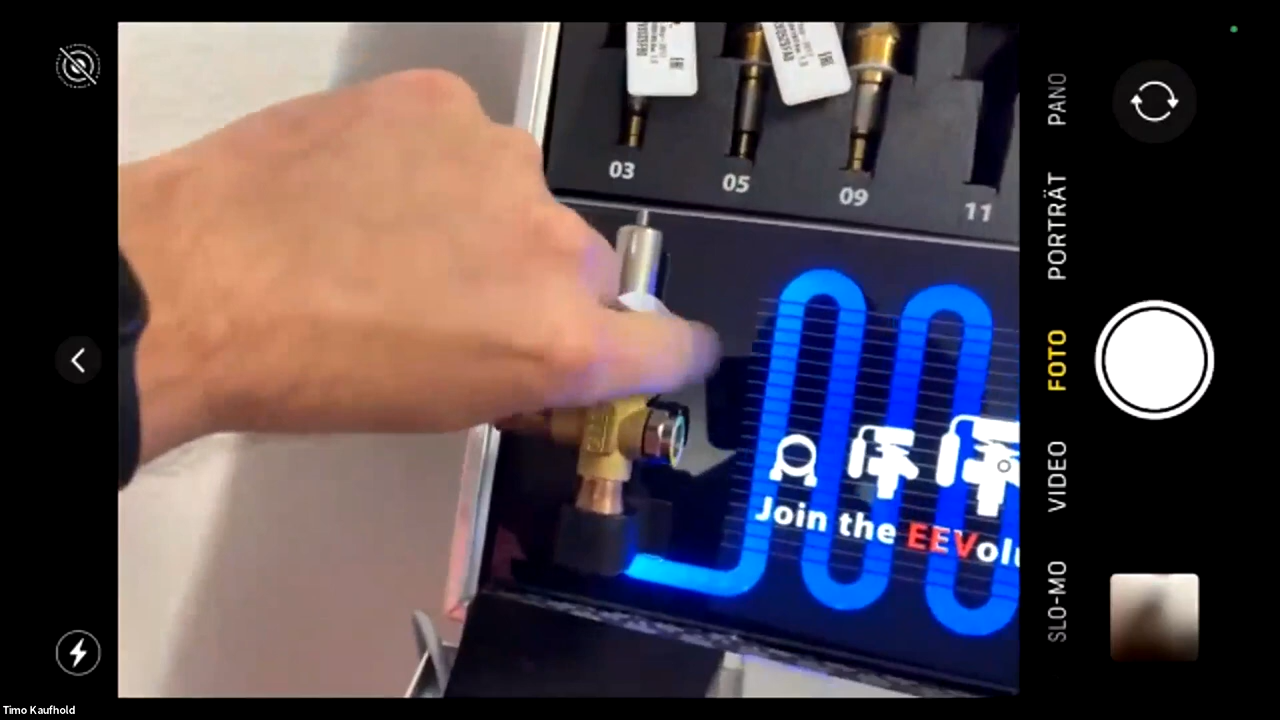 03
05
09
11
Join the EEVolu
PANO
PORTRÄT
FOTO
VIDEO
SLO-MO
Timo Kaufhold